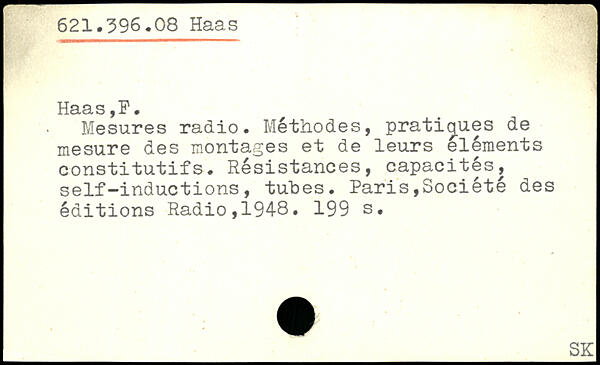 621.396.08 Haas
Haas,F.
Mesures radio. Méthodes, pratiques de
mesure des montages et de leurs éléments
constitutifs. Résistances, capacités,
self-inductions, tubes. Paris,Société des
éditions Radio,1948. 199 s.
SK